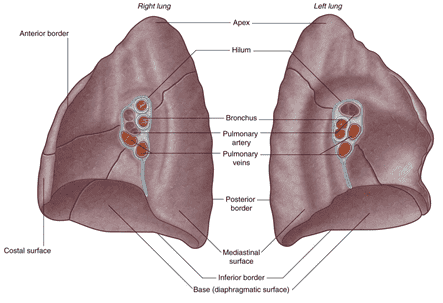 Right lung
Left lung
Apex
Anterior border
Hilum
Bronchus
Pulmonary
artery
Pulmonary
veins
Posterior
border
Costal surface
Mediastinal
surface
Inferior border
Base (diaphragmatic surface)